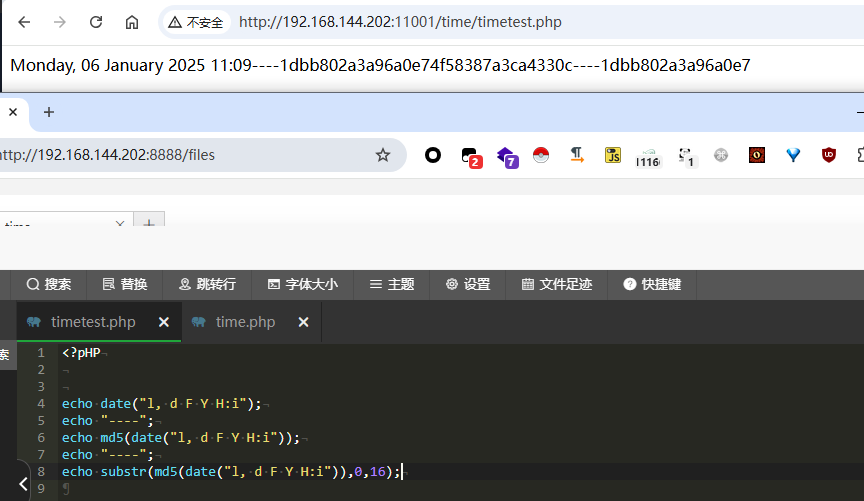 不安全 http://192.168.144.202:11001/time/timetest.php
Monday, 06 January 2025 11:09----1dbb802a3a96a0e74f58387a3ca4330c----1dbb802a3a96a0e7
http://192.168.144.202:8888/files
2 7 JS 1 UD
搜索 替换 跳转行 字体大小 主题 设置 文件足迹 快捷键
timetest.php time.php
索
1 <?pHP
2
3
4 echo date("l, d F Y H:i");
5 echo "----";
6 echo md5(date("l, d F Y H:i"));
7 echo "----";
8 echo substr(md5(date("l, d F Y H:i")),0,16);
9